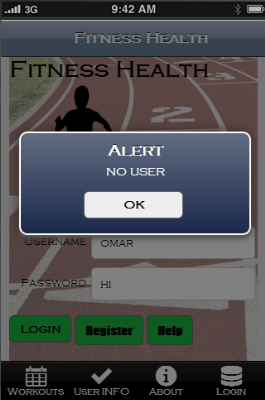 3G 9:42 AM
Fitness Health
Fitness Health
Alert
NO USER
OK
Username OMAR
Password HI
Login Register Help
Workouts User INFO About Login